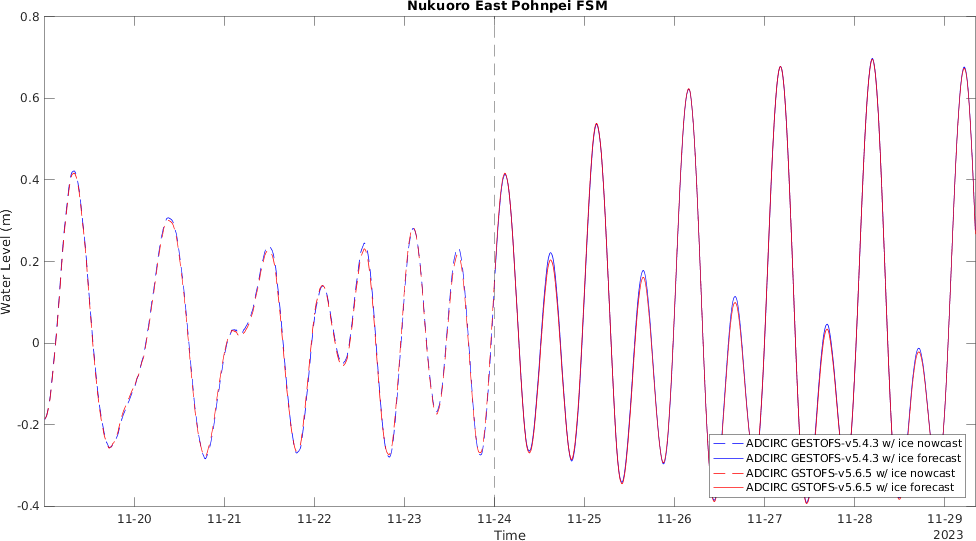 Nukuoro East Pohnpei FSM
0.8
0.6
0.4
0.2
0
-0.2
-0.4
Water Level (m)
11-20
11-21
11-22
11-23
11-24
11-25
11-26
11-27
11-28
11-29
2023
Time
ADCIRC GESTOFS-v5.4.3 w/ ice nowcast
ADCIRC GESTOFS-v5.4.3 w/ ice forecast
ADCIRC GSTOFS-v5.6.5 w/ ice nowcast
ADCIRC GSTOFS-v5.6.5 w/ ice forecast